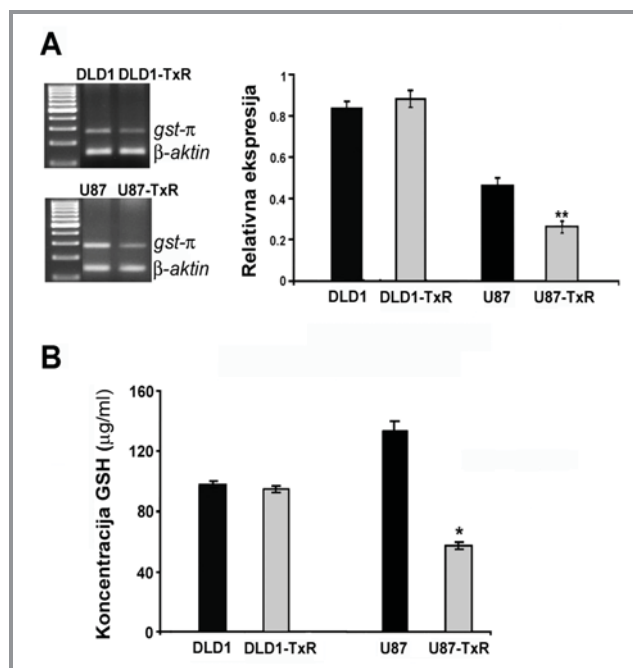 A
DLD1 DLD1-TxR
gst-π
β-aktin
U87 U87-TxR
gst-π
β-aktin
Relativna ekspresija
1
0.8
0.6
0.4
0.2
0
**
DLD1 DLD1-TxR U87 U87-TxR
B
Koncentracija GSH (µg/ml)
160
120
80
40
0
*
DLD1 DLD1-TxR U87 U87-TxR